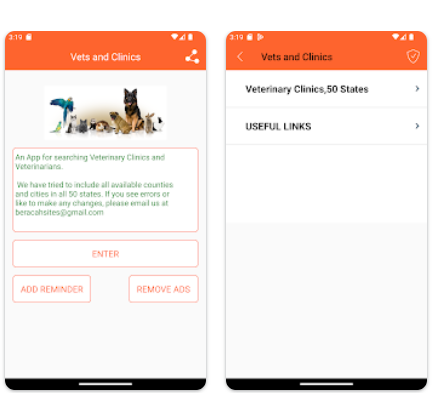 3:19
Vets and Clinics
An App for searching Veterinary Clinics and
Veterinarians.
We have tried to include all available counties
and cities in all 50 states. If you see errors or
like to make any changes, please email us at
beracahsites@gmail.com
ENTER
ADD REMINDER
REMOVE ADS
3:19
Vets and Clinics
Veterinary Clinics,50 States
USEFUL LINKS